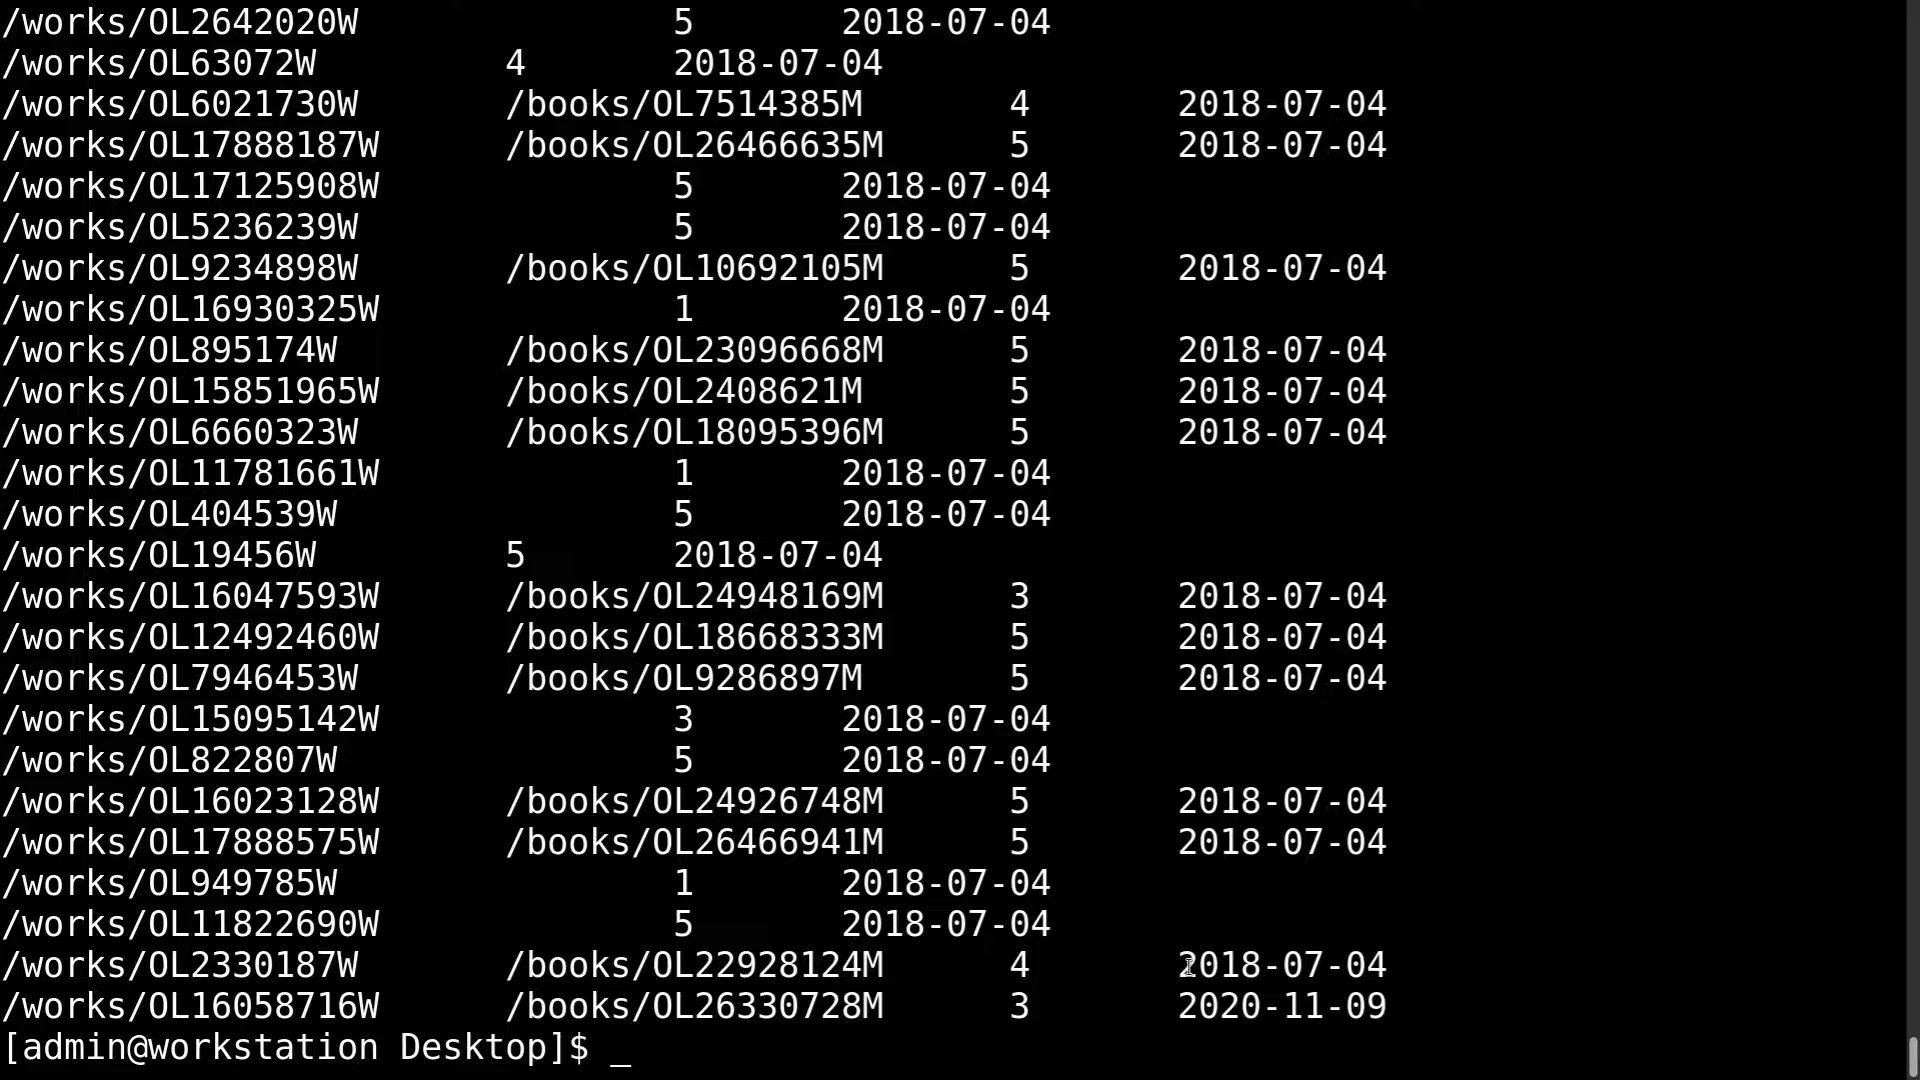 /works/OL2642020W 5 2018-07-04
/works/OL63072W 4 2018-07-04
/works/OL6021730W /books/OL7514385M 4 2018-07-04
/works/OL17888187W /books/OL26466635M 5 2018-07-04
/works/OL17125908W 5 2018-07-04
/works/OL5236239W 5 2018-07-04
/works/OL9234898W /books/OL10692105M 5 2018-07-04
/works/OL16930325W 1 2018-07-04
/works/OL895174W /books/OL23096668M 5 2018-07-04
/works/OL15851965W /books/OL2408621M 5 2018-07-04
/works/OL6660323W /books/OL18095396M 5 2018-07-04
/works/OL11781661W 1 2018-07-04
/works/OL404539W 5 2018-07-04
/works/OL19456W 5 2018-07-04
/works/OL16047593W /books/OL24948169M 3 2018-07-04
/works/OL12492460W /books/OL18668333M 5 2018-07-04
/works/OL7946453W /books/OL9286897M 5 2018-07-04
/works/OL15095142W 3 2018-07-04
/works/OL822807W 5 2018-07-04
/works/OL16023128W /books/OL24926748M 5 2018-07-04
/works/OL17888575W /books/OL26466941M 5 2018-07-04
/works/OL949785W 1 2018-07-04
/works/OL11822690W 5 2018-07-04
/works/OL2330187W /books/OL22928124M 4 2018-07-04
/works/OL16058716W /books/OL26330728M 3 2020-11-09
[admin@workstation Desktop]$ _